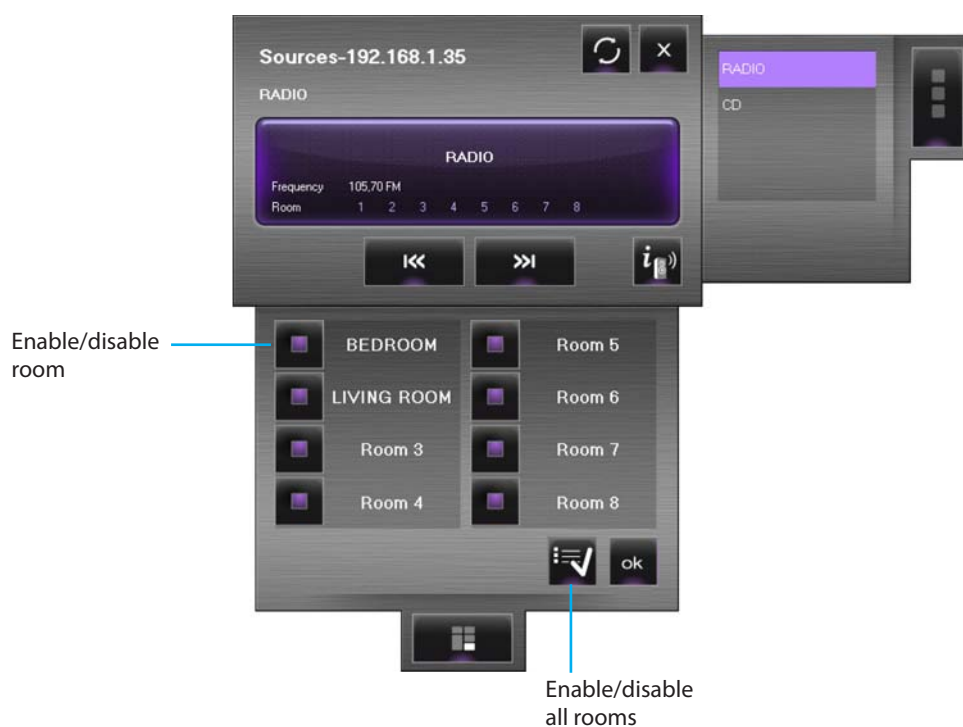 Sources-192.168.1.35
×
RADIO
RADIO
Frequency 105,70 FM
Room 1 2 3 4 5 6 7 8
i
RADIO
CD
Enable/disable
room
BEDROOM
Room 5
LIVING ROOM
Room 6
Room 3
Room 7
Room 4
Room 8
ok
Enable/disable
all rooms